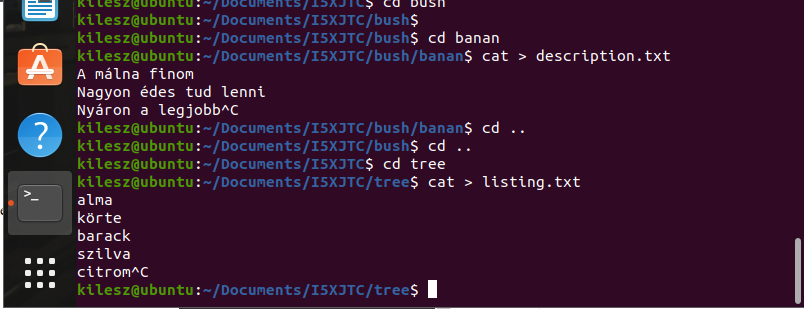 kilesz@ubuntu:~/Documents/I5XJTC$ cd bush
kilesz@ubuntu:~/Documents/I5XJTC/bush$
kilesz@ubuntu:~/Documents/I5XJTC/bush$ cd banan
kilesz@ubuntu:~/Documents/I5XJTC/bush/banan$ cat > description.txt
A málna finom
Nagyon édes tud lenni
Nyáron a legjobb^C
kilesz@ubuntu:~/Documents/I5XJTC/bush/banan$ cd ..
kilesz@ubuntu:~/Documents/I5XJTC/bush$ cd ..
kilesz@ubuntu:~/Documents/I5XJTC$ cd tree
kilesz@ubuntu:~/Documents/I5XJTC/tree$ cat > listing.txt
alma
körte
barack
szilva
citrom^C
kilesz@ubuntu:~/Documents/I5XJTC/tree$